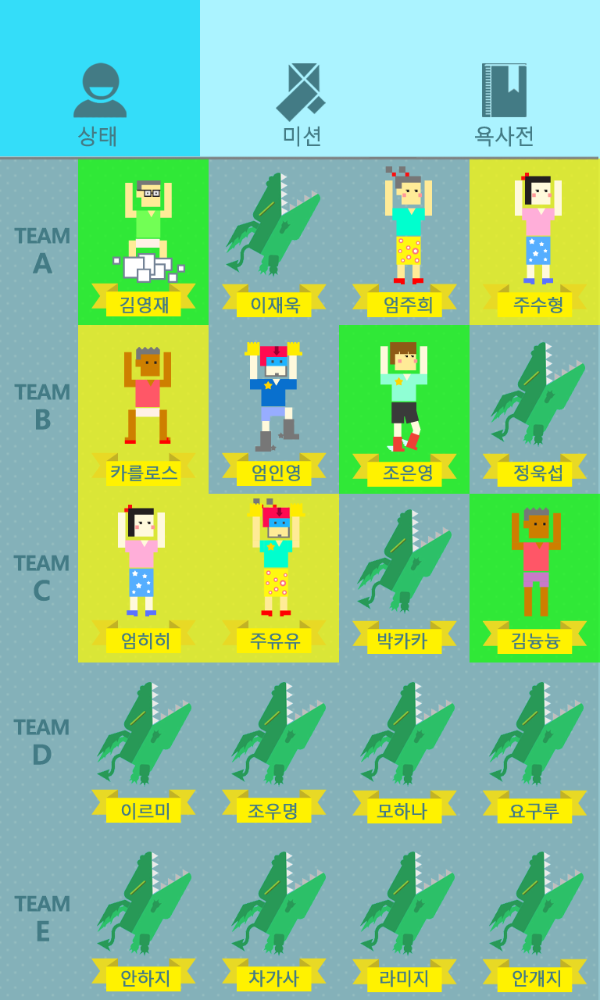 상태 미션 욕사전
TEAM
A
김영재 이재욱 엄주희 주수형
TEAM
B
카를로스 엄인영 조은영 정욱섭
TEAM
C
엄히히 주유유 박카카 김늉늉
TEAM
D
이르미 조우명 모하나 요구루
TEAM
E
안하지 차가사 라미지 안개지